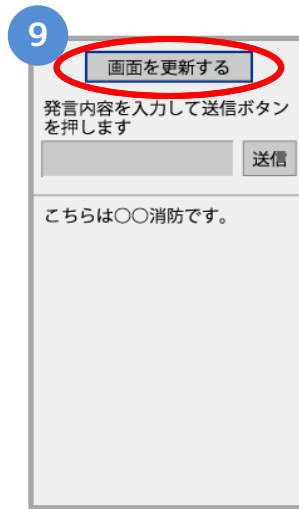 9
画面を更新する
発言内容を入力して送信ボタン
を押します
送信
こちらは〇〇消防です。